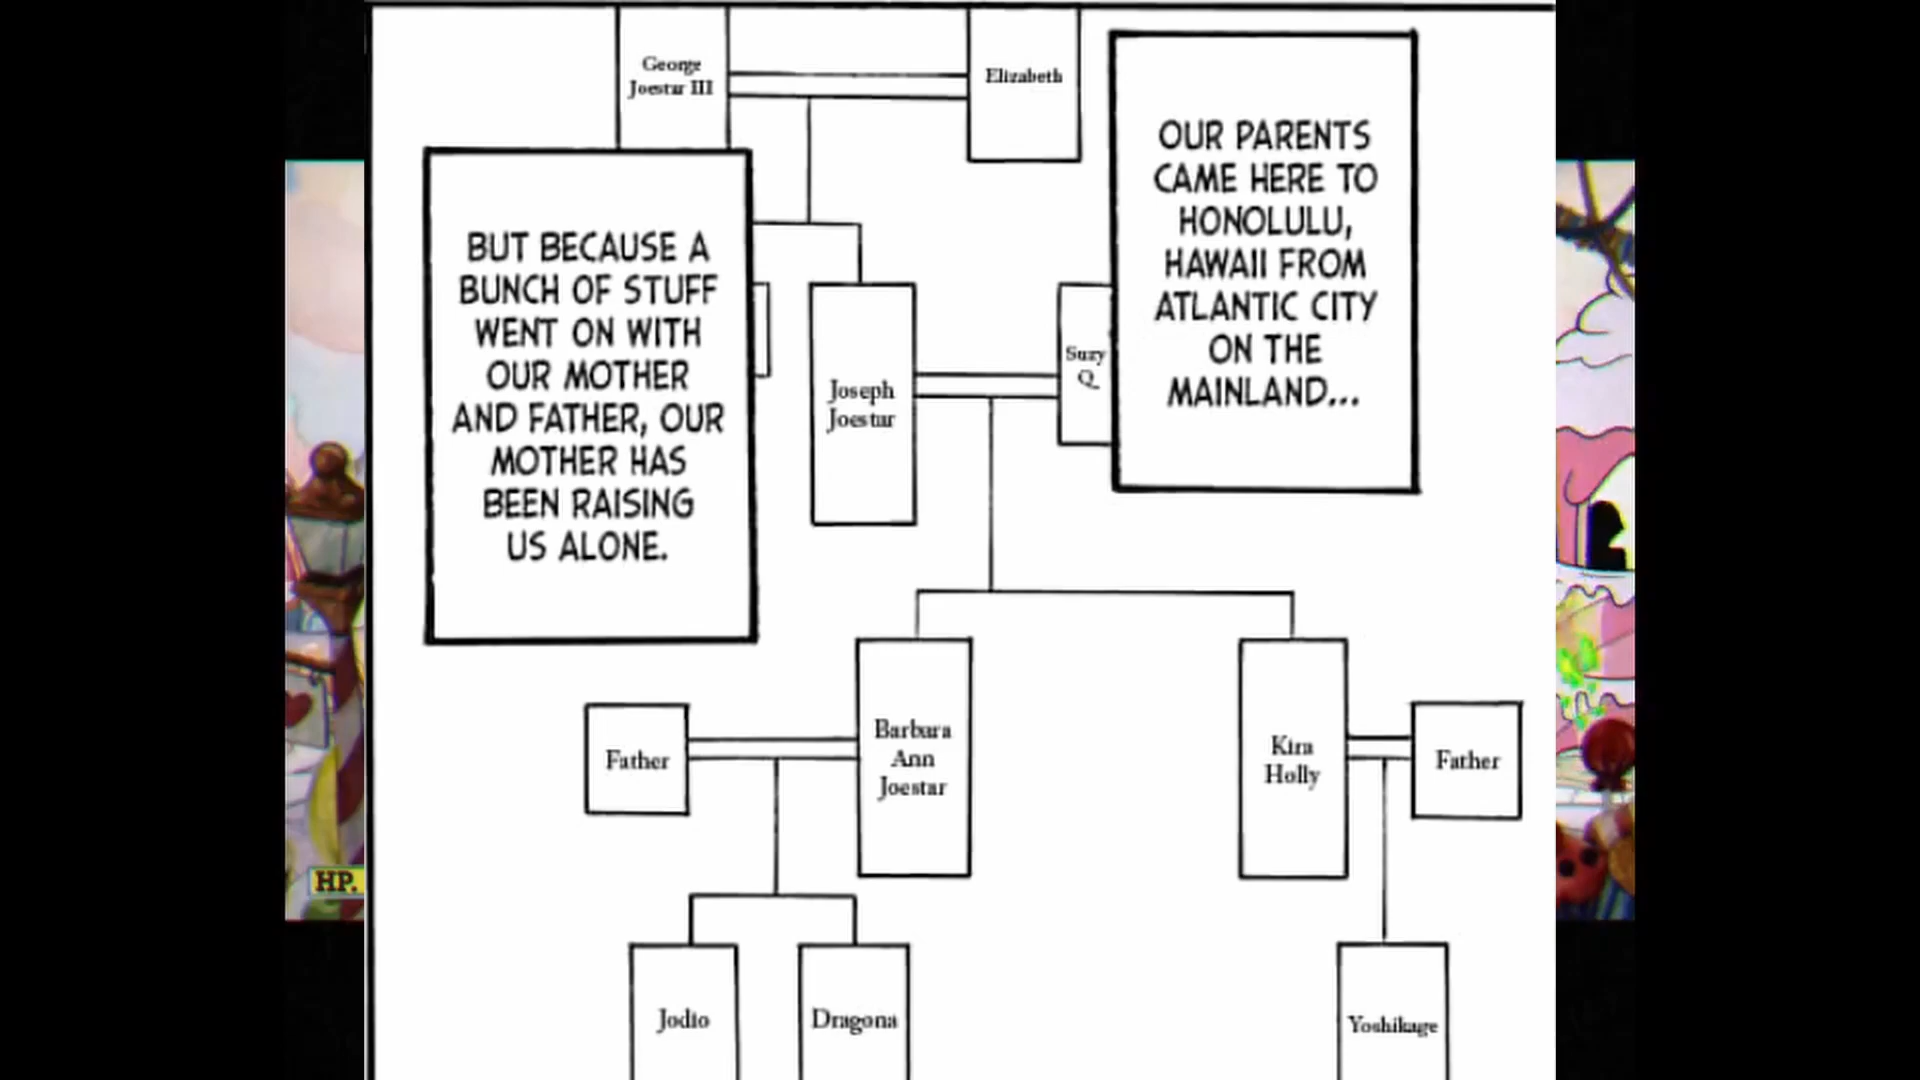 George
Joestar III
Elizabeth
OUR PARENTS
CAME HERE TO
HONOLULU,
HAWAII FROM
ATLANTIC CITY
ON THE
MAINLAND...
BUT BECAUSE A
BUNCH OF STUFF
WENT ON WITH
OUR MOTHER
AND FATHER, OUR
MOTHER HAS
BEEN RAISING
US ALONE.
Joseph
Joestar
Suzy
Q
Father
Barbara
Ann
Joestar
Kira
Holly
Father
HP.
Jodio
Dragona
Yoshikage